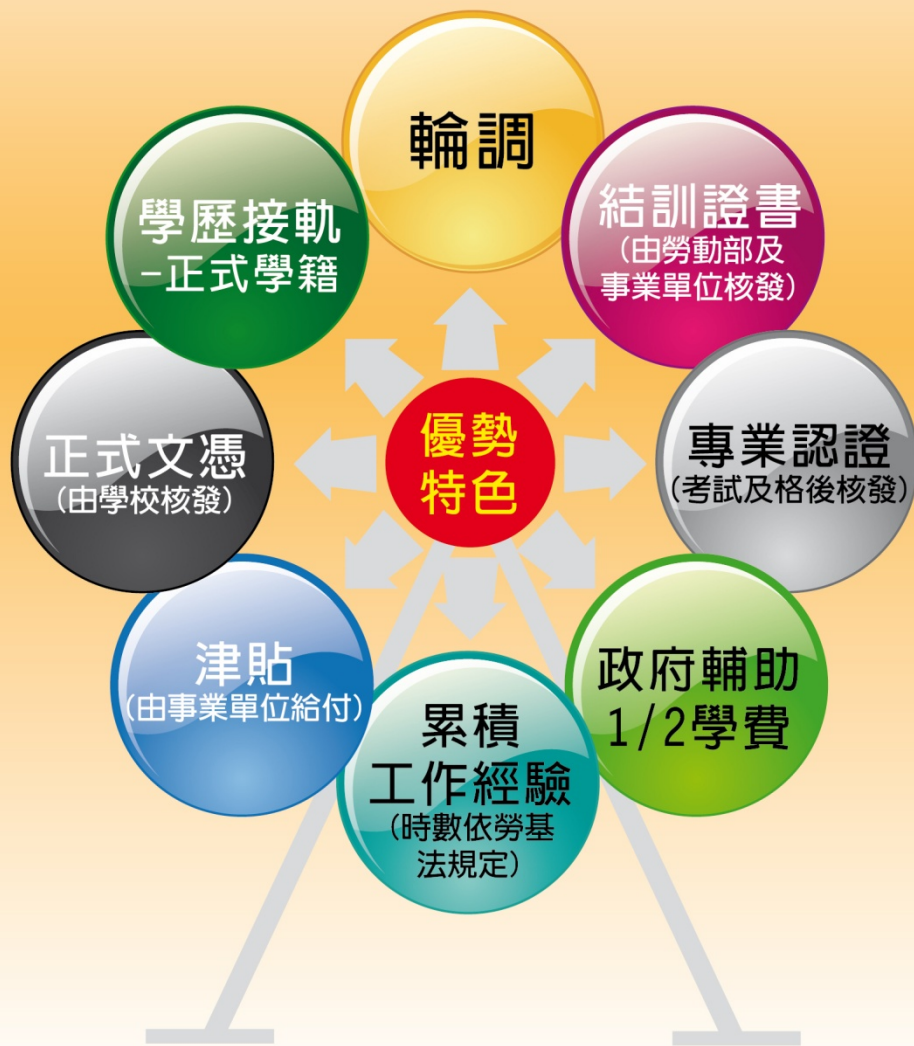 輪調
結訓證書
(由勞動部及
事業單位核發)
專業認證
(考試及格後核發)
政府輔助
1/2學費
累積
工作經驗
(時數依勞基
法規定)
津貼
(由事業單位給付)
正式文憑
(由學校核發)
學歷接軌
-正式學籍
優勢
特色